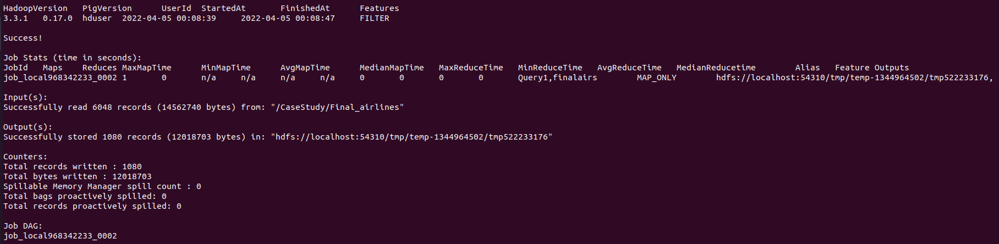 HadoopVersion PigVersion UserId StartedAt FinishedAt Features
3.3.1 0.17.0 hduser 2022-04-05 00:08:39 2022-04-05 00:08:47 FILTER
Success!
Job Stats (time in seconds):
JobId Maps Reduces MaxMapTime MinMapTime AvgMapTime MedianMapTime MaxReduceTime MinReduceTime AvgReduceTime MedianReducetime Alias Feature Outputs
job_local968342233_0002 1 0 n/a n/a n/a n/a 0 0 0 0 Query1,finalairs MAP_ONLY hdfs://localhost:54310/tmp/temp-1344964502/tmp522233176,
Input(s):
Successfully read 6048 records (14562740 bytes) from: "/CaseStudy/Final_airlines"
Output(s):
Successfully stored 1080 records (12018703 bytes) in: "hdfs://localhost:54310/tmp/temp-1344964502/tmp522233176"
Counters:
Total records written : 1080
Total bytes written : 12018703
Spillable Memory Manager spill count : 0
Total bags proactively spilled: 0
Total records proactively spilled: 0
Job DAG:
job_local968342233_0002